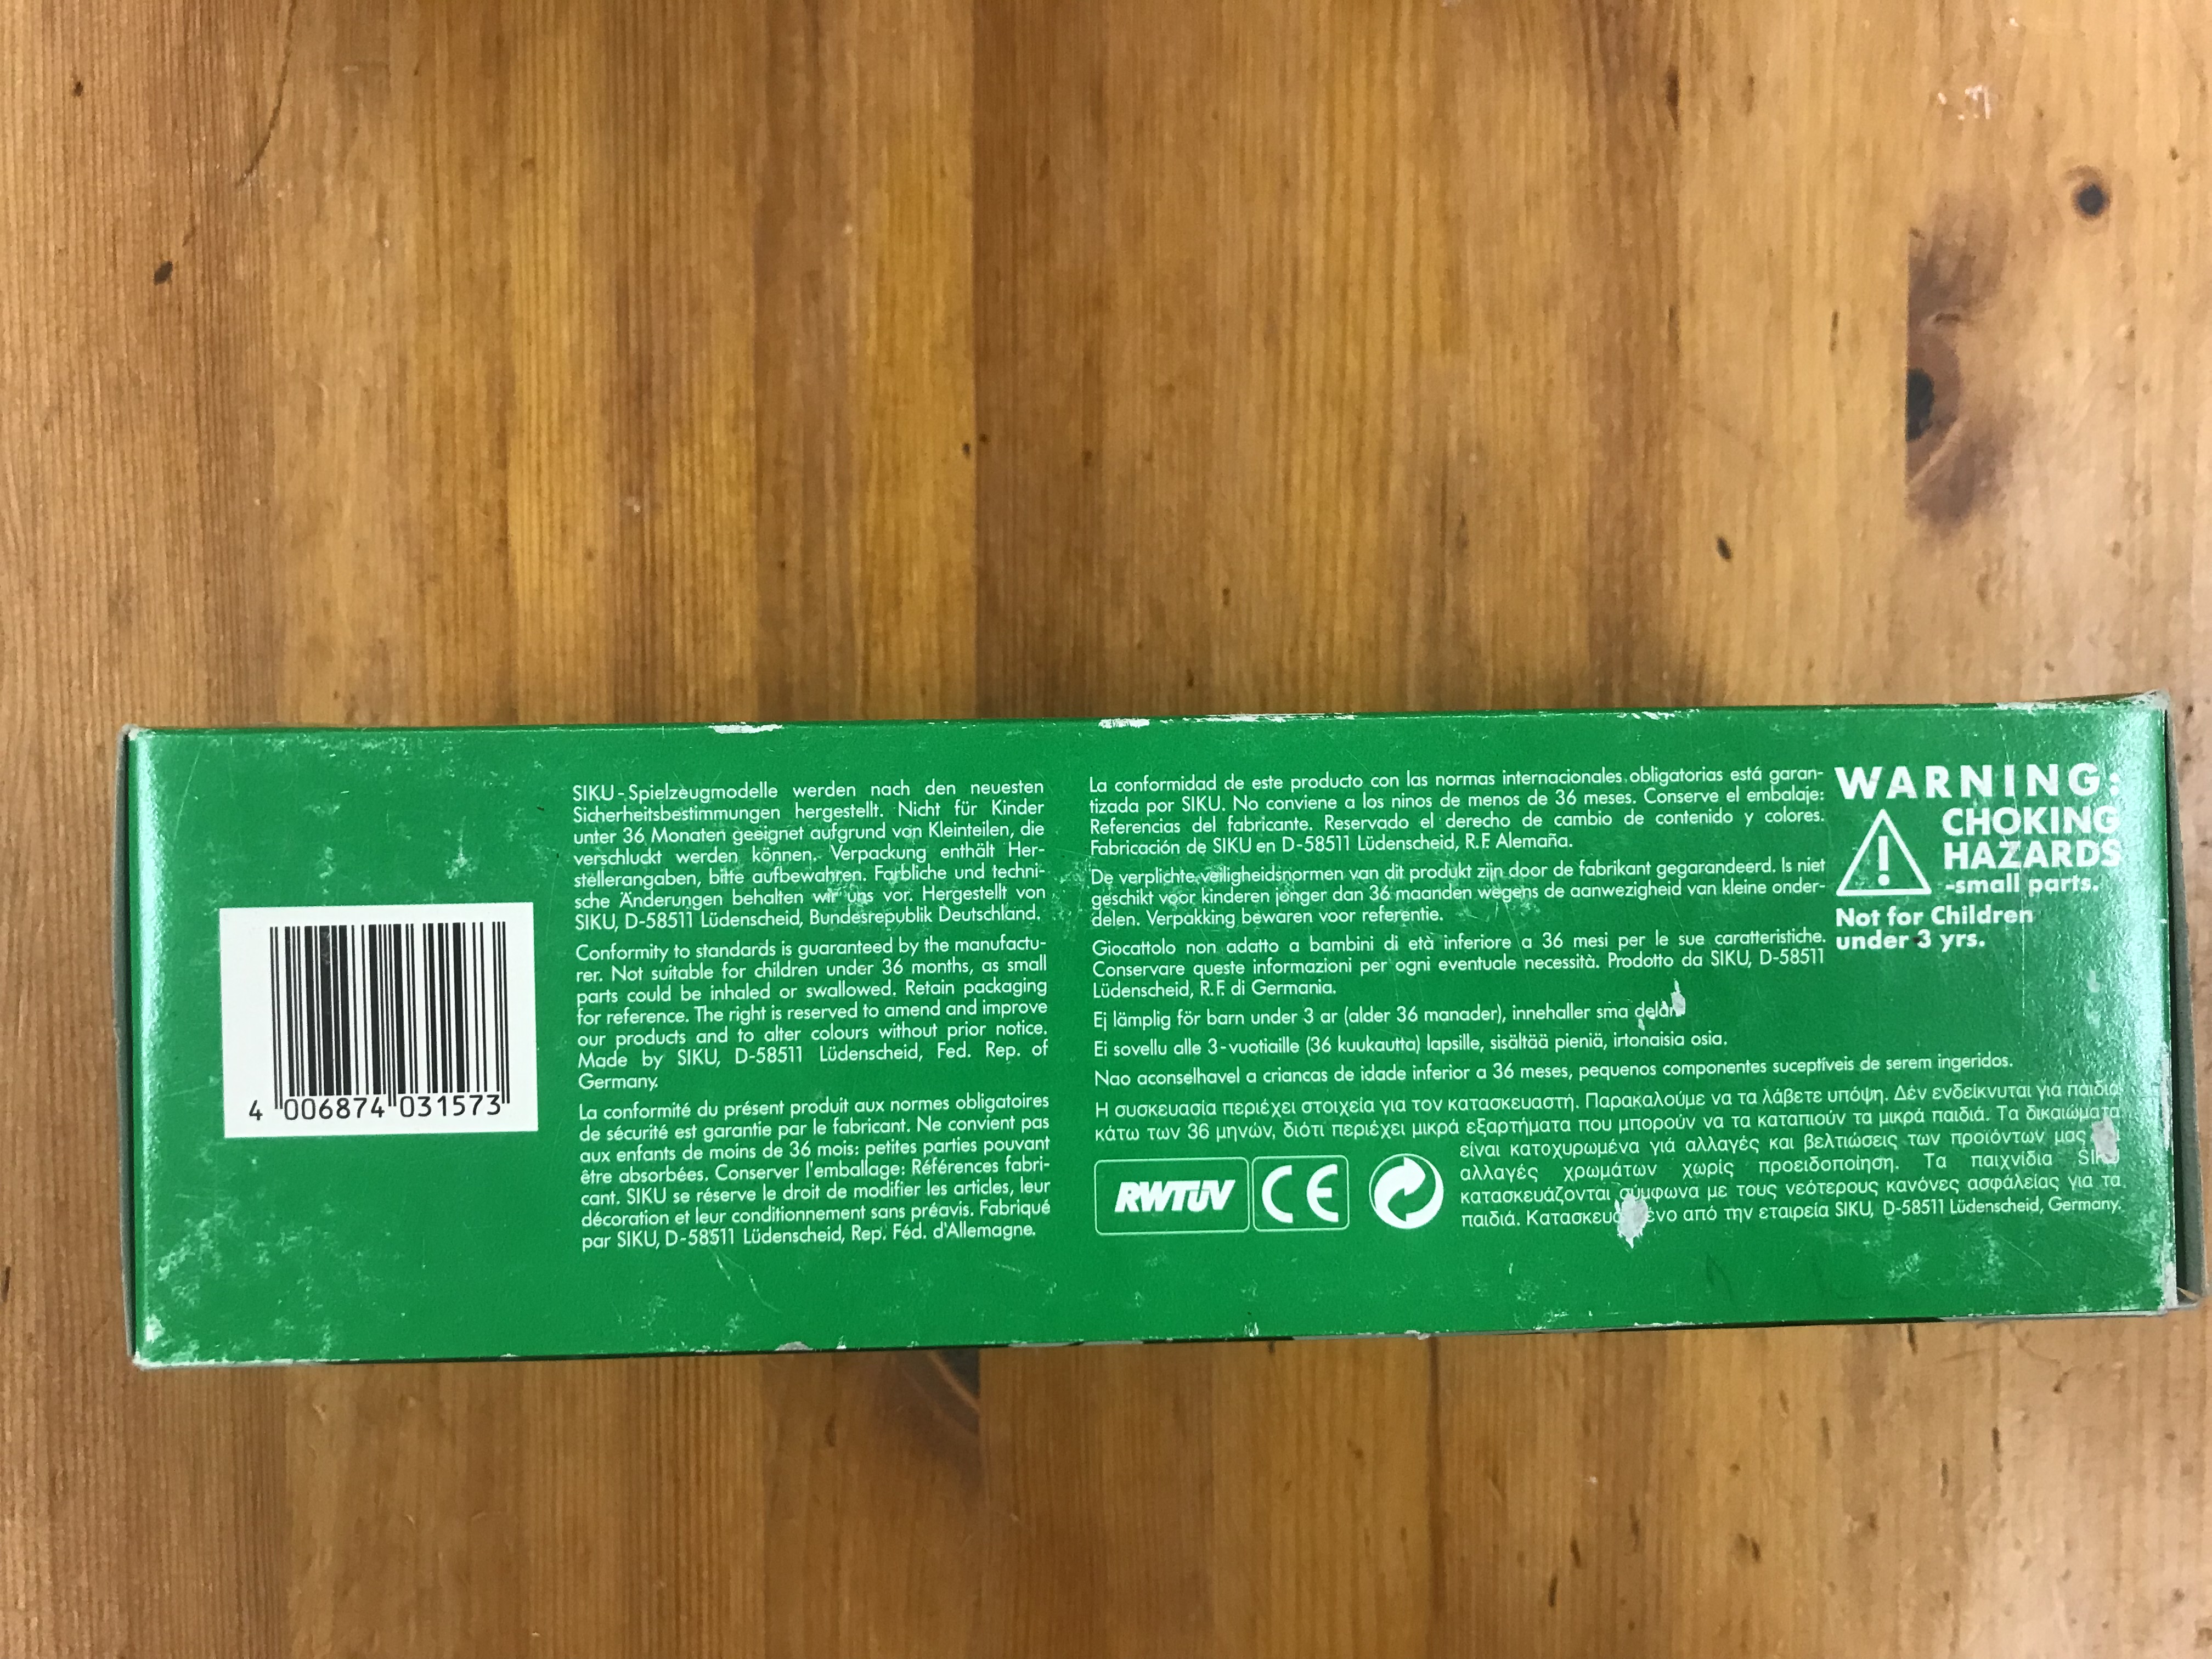 4 006874 031573
SIKU-Spielzeugmodelle werden nach den neuesten
Sicherheitsbestimmungen hergestellt. Nicht für Kinder
unter 36 Monaten geeignet aufgrund von Kleinteilen, die
verschluckt werden können. Verpackung enthält Her-
stellerangaben, bitte aufbewahren. Farbliche und techni-
sche Änderungen behalten wir uns vor. Hergestellt von
SIKU, D-58511 Lüdenscheid, Bundesrepublik Deutschland.
Conformity to standards is guaranteed by the manufactu-
rer. Not suitable for children under 36 months, as small
parts could be inhaled or swallowed. Retain packaging
for reference. The right is reserved to amend and improve
our products and to alter colours without prior notice.
Made by SIKU, D-58511 Lüdenscheid, Fed. Rep. of
Germany.
La conformité du présent produit aux normes obligatoires
de sécurité est garantie par le fabricant. Ne convient pas
aux enfants de moins de 36 mois: petites parties pouvant
être absorbées. Conserver l'emballage: Références fabri-
cant. SIKU se réserve le droit de modifier les articles, leur
décoration et leur conditionnement sans préavis. Fabriqué
par SIKU, D-58511 Lüdenscheid, Rep. Féd. d'Allemagne.
La conformidad de este producto con las normas internacionales obligatorias está garan-
tizada por SIKU. No conviene a los ninos de menos de 36 meses. Conserve el embalaje:
Referencias del fabricante. Reservado el derecho de cambio de contenido y colores.
Fabricación de SIKU en D-58511 Lüdenscheid, R.F. Alemaña.
De verplichte veiligheidsnormen van dit produkt zijn door de fabrikant gegarandeerd. Is niet
geschikt voor kinderen jonger dan 36 maanden wegens de aanwezigheid van kleine onder-
delen. Verpakking bewaren voor referentie.
Giocattolo non adatto a bambini di età inferiore a 36 mesi per le sue caratteristiche.
Conservare queste informazioni per ogni eventuale necessità. Prodotto da SIKU, D-58511
Lüdenscheid, R.F. di Germania.
Ej lämplig för barn under 3 ar (alder 36 manader), innehaller sma delar
Ei sovellu alle 3-vuotiaille (36 kuukautta) lapsille, sisältää pieniä, irtonaisia osia.
Nao aconselhavel a criancas de idade inferior a 36 meses, pequenos componentes suceptíveis de serem ingeridos.
Η συσκευασία περιέχει στοιχεία για τον κατασκευαστή. Παρακαλούμε να τα λάβετε υπόψη. Δέν ενδείκνυται γιά παιδιά
κάτω των 36 μηνών, διότι περιέχει μικρά εξαρτήματα που μπορούν να τα καταπιούν τα μικρά παιδιά. Τα δικαιώματα
είναι κατοχυρωμένα γιά αλλαγές και βελτιώσεις των προϊόντων μας
αλλαγές χρωμάτων χωρίς προειδοποίηση. Τα παιχνίδια SIKU
κατασκευάζονται σύμφωνα με τους νεότερους κανόνες ασφάλειας για τα
παιδιά. από την εταιρεία SIKU, D-58511 Lüdenscheid, Germany.
RWTÜV CE
WARNING:
CHOKING
HAZARDS
-small parts.
Not for Children
under 3 yrs.